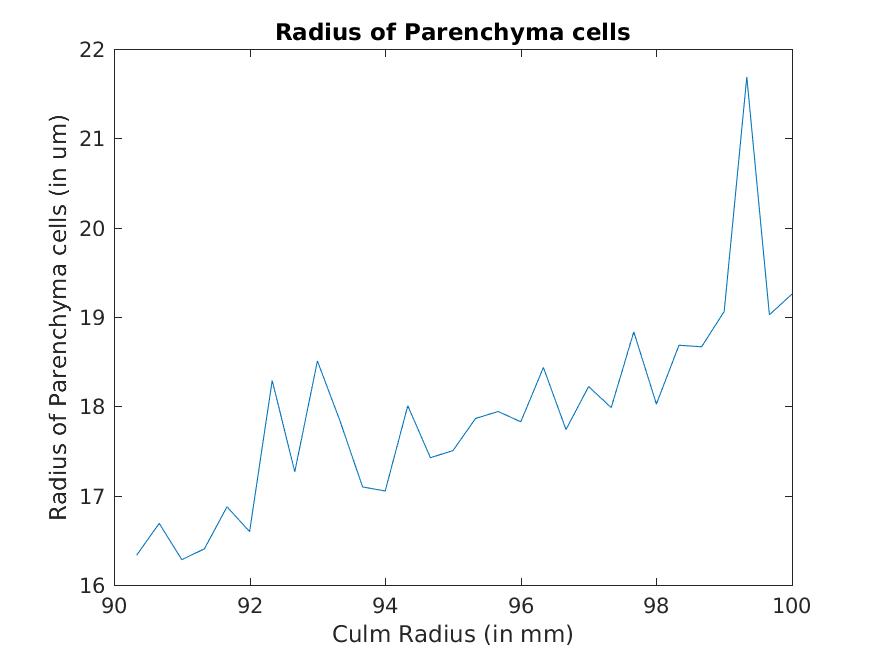 Radius of Parenchyma cells
22
21
20
19
18
17
16
Radius of Parenchyma cells (in um)
90 92 94 96 98 100
Culm Radius (in mm)